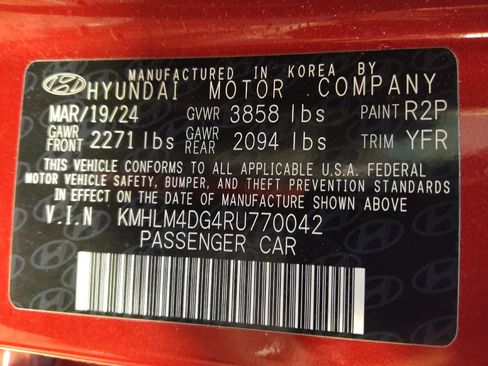 MANUFACTURED IN KOREA BY
HYUNDAI MOTOR COMPANY
MAR/19/24 GVWR 3858 lbs PAINT R2P
GAWR FRONT 2271 lbs GAWR REAR 2094 lbs TRIM YFR
THIS VEHICLE CONFORMS TO ALL APPLICABLE U.S.A. FEDERAL
MOTOR VEHICLE SAFETY, BUMPER, AND THEFT PREVENTION STANDARDS
IN EFFECT ON THE DATE OF MANUFACTURE SHOWN ABOVE
V.I.N KMHLM4DG4RU770042
PASSENGER CAR